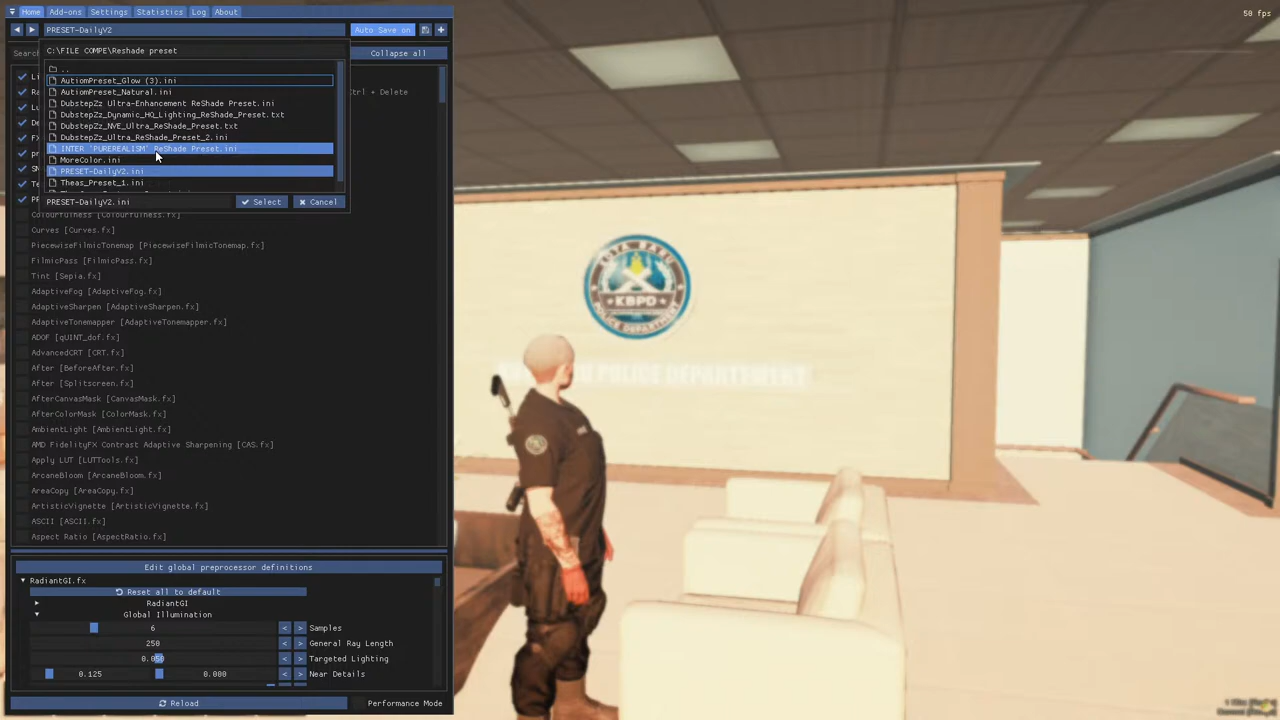 Home Add-ons Settings Statistics Log About
50 fps
PRESET-DailyV2
Auto Save on
C:\FILE COMPE\Reshade preset
Collapse all
..
AutiomPreset_Glow (3).ini
AutiomPreset_Natural.ini
Ctrl + Delete
DubstepZz Ultra-Enhancement ReShade Preset.ini
DubstepZz_Dynamic_HQ_Lighting_ReShade_Preset.txt
DubstepZz_NVE_Ultra_ReShade_Preset.txt
DubstepZz_Ultra_ReShade_Preset_2.ini
INTER 'PUREREALISM' ReShade Preset.ini
MoreColor.ini
PRESET-DailyV2.ini
Theas_Preset_1.ini
PRESET-DailyV2.ini
Select
Cancel
Colourfulness [Colourfulness.fx]
Curves [Curves.fx]
PiecewiseFilmicTonemap [PiecewiseFilmicTonemap.fx]
FilmicPass [FilmicPass.fx]
Tint [Sepia.fx]
AdaptiveFog [AdaptiveFog.fx]
AdaptiveSharpen [AdaptiveSharpen.fx]
AdaptiveTonemapper [AdaptiveTonemapper.fx]
ADOF [qUINT_dof.fx]
AdvancedCRT [CRT.fx]
After [BeforeAfter.fx]
After [Splitscreen.fx]
AfterCanvasMask [CanvasMask.fx]
AfterColorMask [ColorMask.fx]
AmbientLight [AmbientLight.fx]
AMD FidelityFX Contrast Adaptive Sharpening [CAS.fx]
Apply LUT [LUTTools.fx]
ArcaneBloom [ArcaneBloom.fx]
AreaCopy [AreaCopy.fx]
ArtisticVignette [ArtisticVignette.fx]
ASCII [ASCII.fx]
Aspect Ratio [AspectRatio.fx]
KBPD
POLICE DEPARTEMENT
Edit global preprocessor definitions
RadiantGI.fx
Reset all to default
RadiantGI
Global Illumination
6 < > Samples
250 < > General Ray Length
0.050 < > Targeted Lighting
0.125 0.000 < > Near Details
Reload
Performance Mode